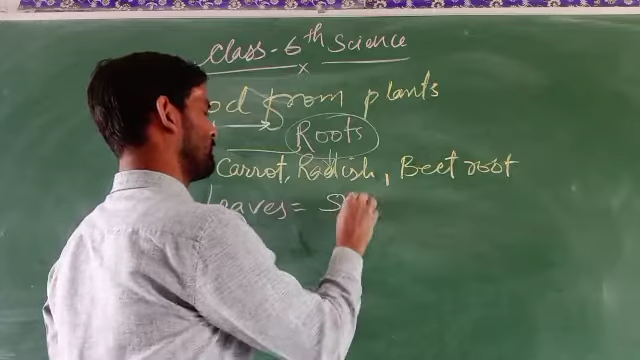 Class-6th Science
x
od from plants
Roots
Carrot, Radish, Beet root
Leaves = S